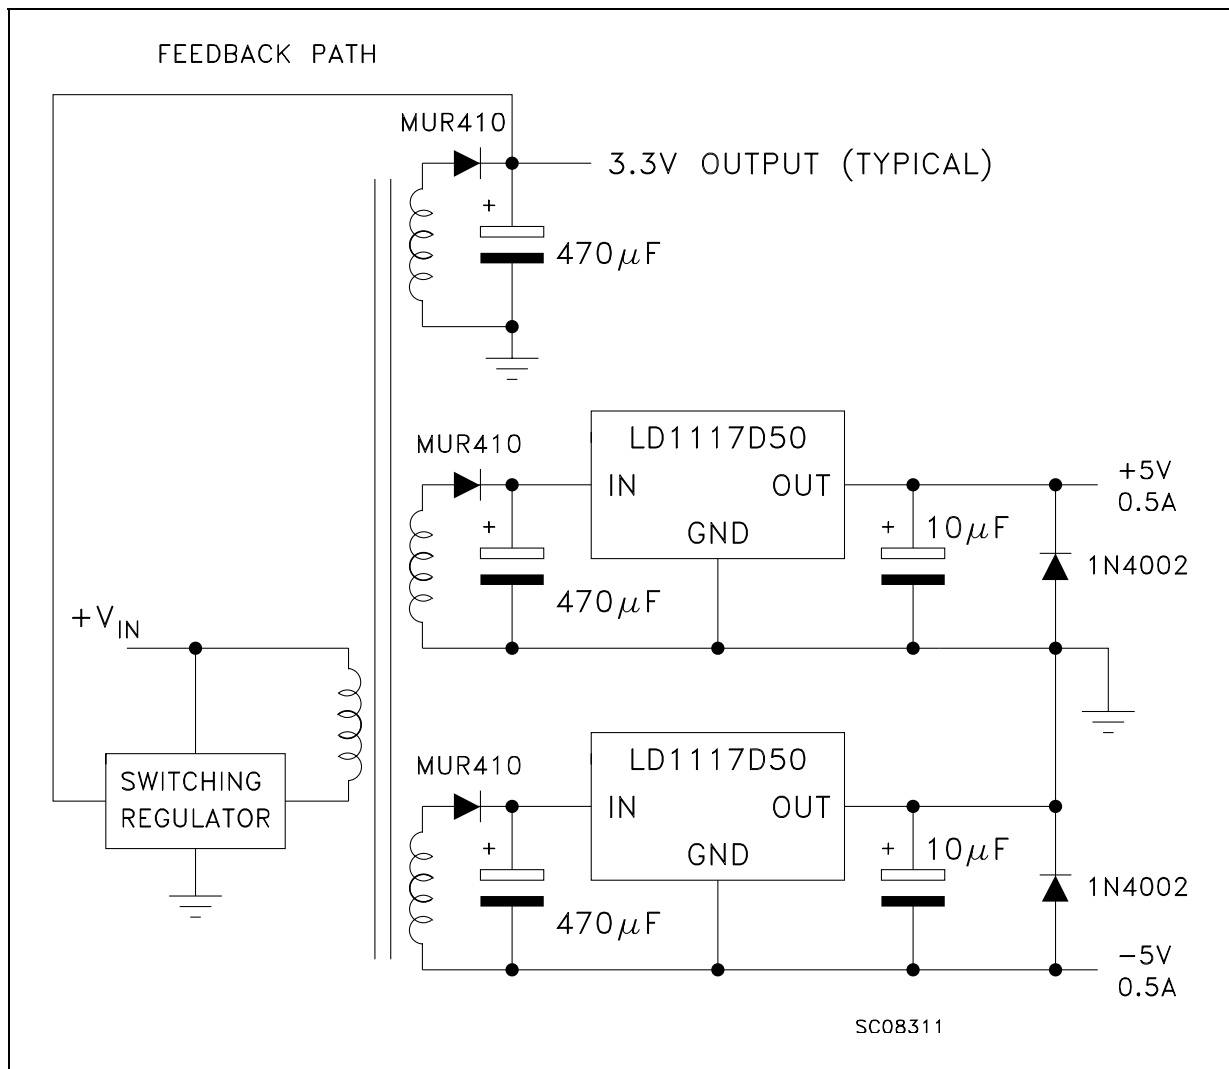 FEEDBACK PATH
MUR410
3.3V OUTPUT (TYPICAL)
+
470μF
MUR410
LD1117D50
IN
OUT
GND
+
470μF
+
10μF
+5V
0.5A
1N4002
+VIN
SWITCHING
REGULATOR
MUR410
LD1117D50
IN
OUT
GND
+
470μF
+
10μF
1N4002
−5V
0.5A
SC08311